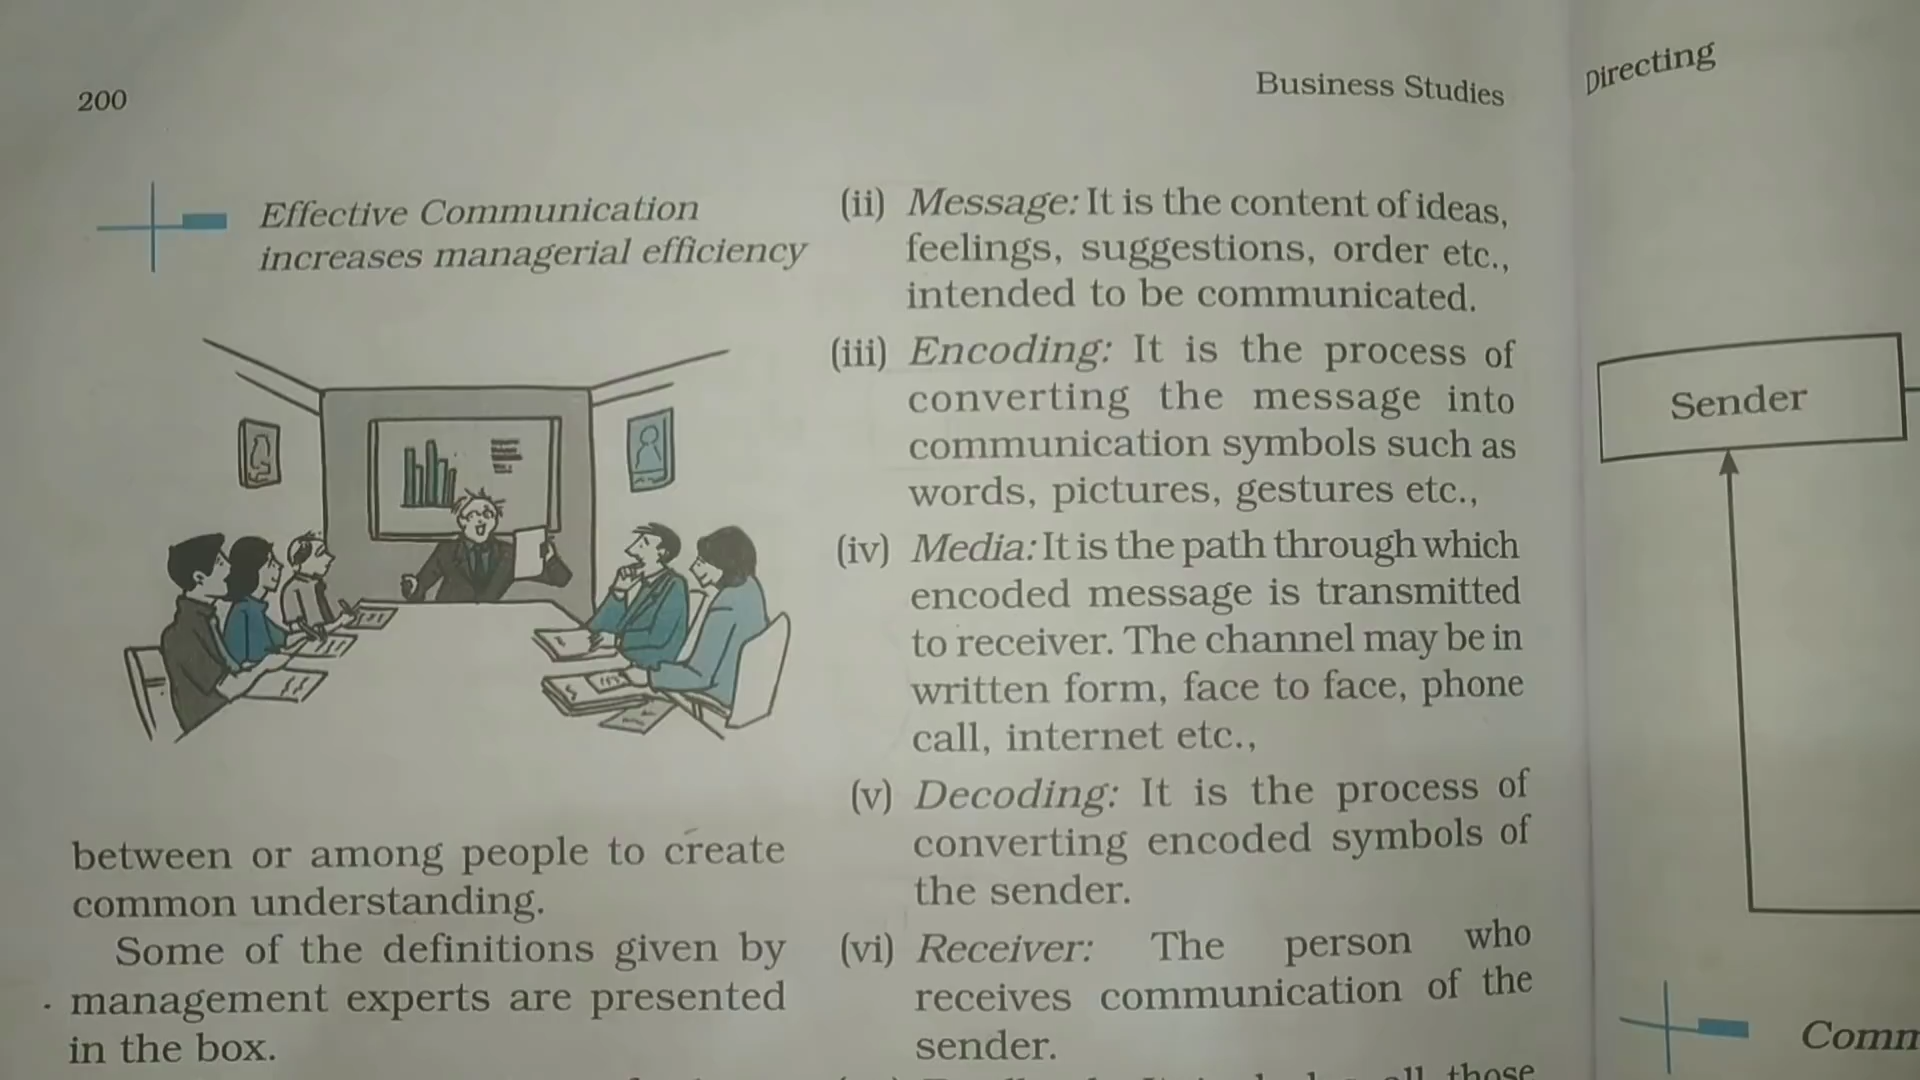 200
Business Studies
Effective Communication
increases managerial efficiency
between or among people to create
common understanding.
Some of the definitions given by
management experts are presented
in the box.
(ii) Message: It is the content of ideas,
feelings, suggestions, order etc.,
intended to be communicated.
(iii) Encoding: It is the process of
converting the message into
communication symbols such as
words, pictures, gestures etc.,
(iv) Media: It is the path through which
encoded message is transmitted
to receiver. The channel may be in
written form, face to face, phone
call, internet etc.,
(v) Decoding: It is the process of
converting encoded symbols of
the sender.
(vi) Receiver: The person who
receives communication of the
sender.
all those
Directing
Sender
Comm